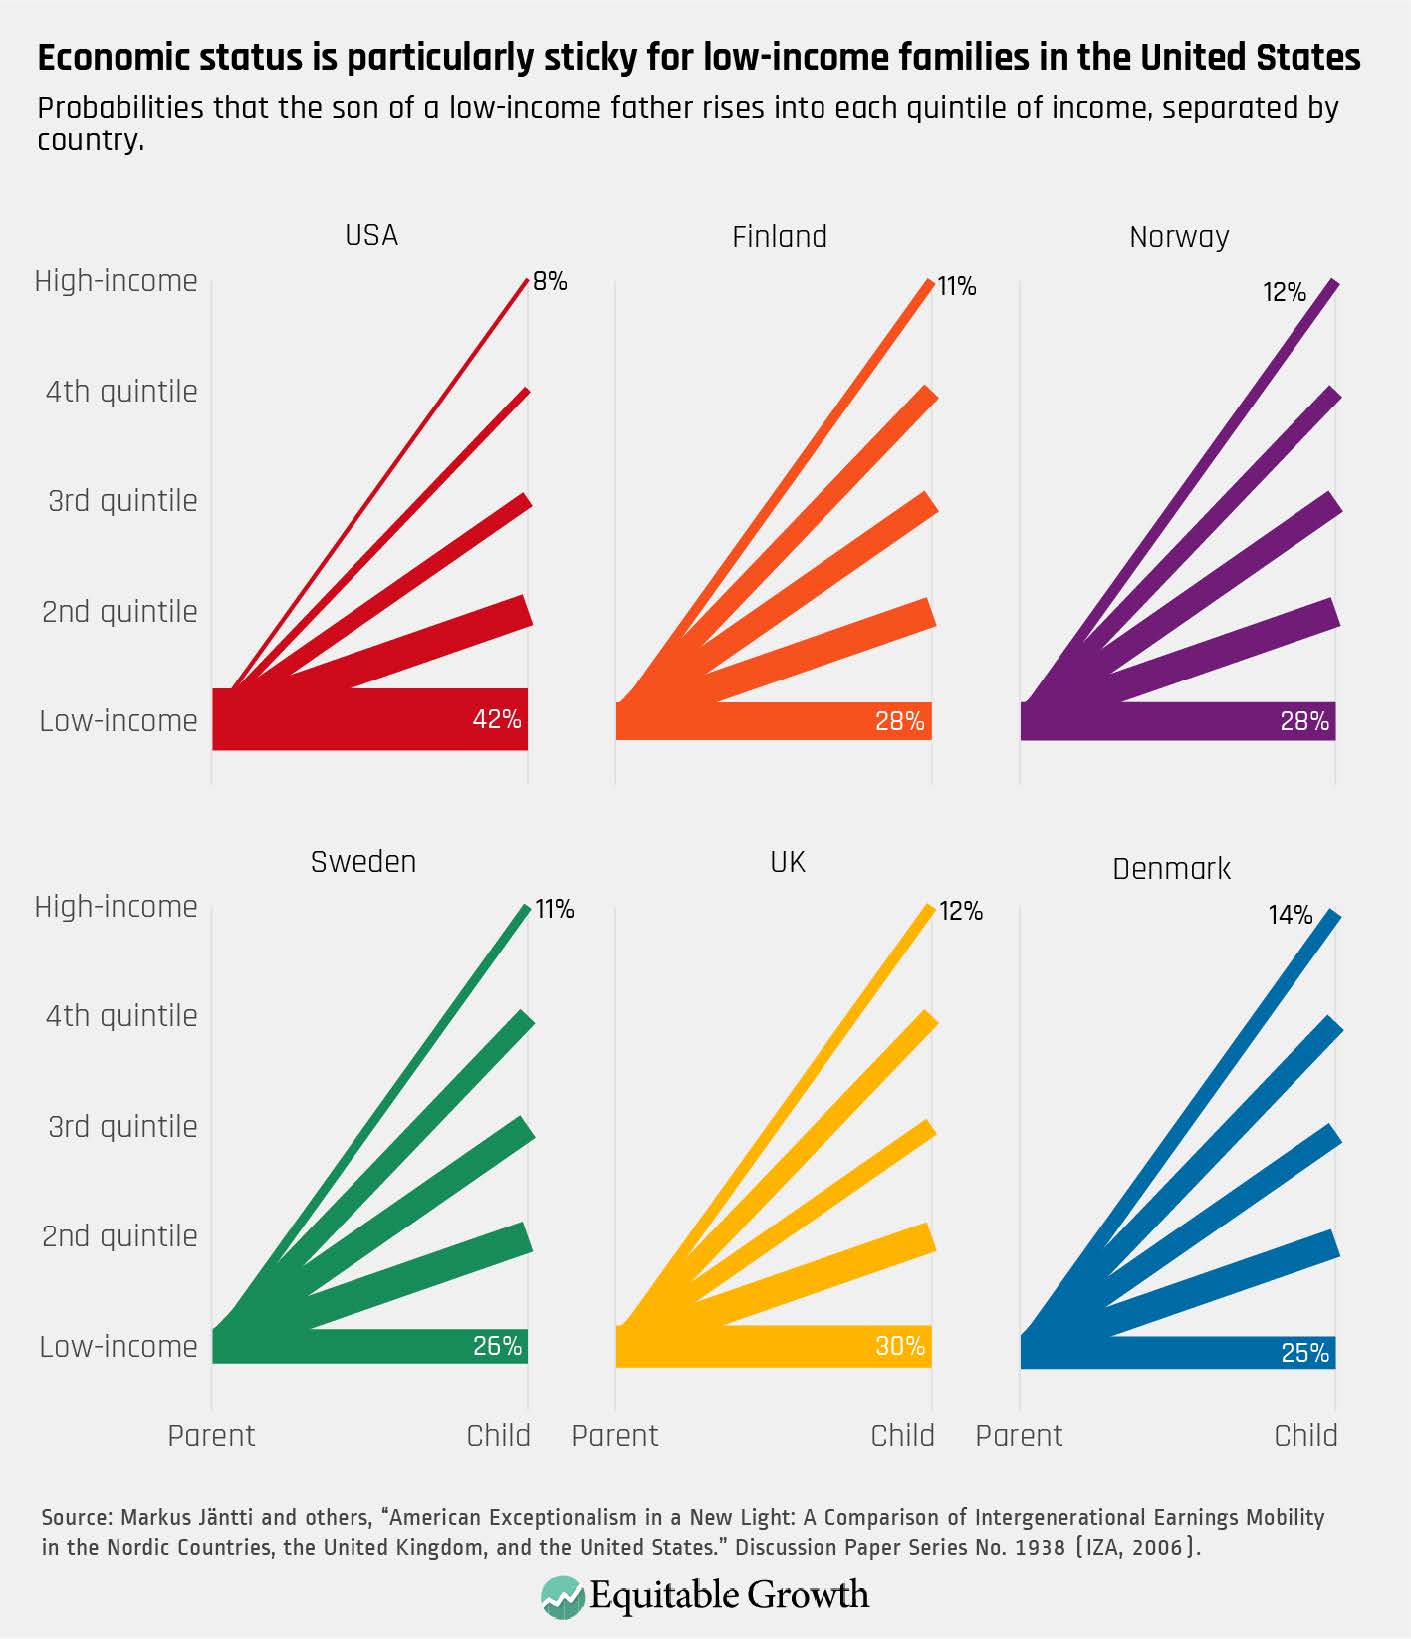 Economic status is particularly sticky for low-income families in the United States
Probabilities that the son of a low-income father rises into each quintile of income, separated by
country.
USA
Finland
Norway
High-income
8%
11%
12%
4th quintile
3rd quintile
2nd quintile
Low-income
42%
28%
28%
Sweden
UK
Denmark
High-income
11%
12%
14%
4th quintile
3rd quintile
2nd quintile
Low-income
26%
30%
25%
Parent
Child
Parent
Child
Parent
Child
Source: Markus Jäntti and others, “American Exceptionalism in a New Light: A Comparison of Intergenerational Earnings Mobility
in the Nordic Countries, the United Kingdom, and the United States.” Discussion Paper Series No. 1938 (IZA, 2006).
Equitable Growth